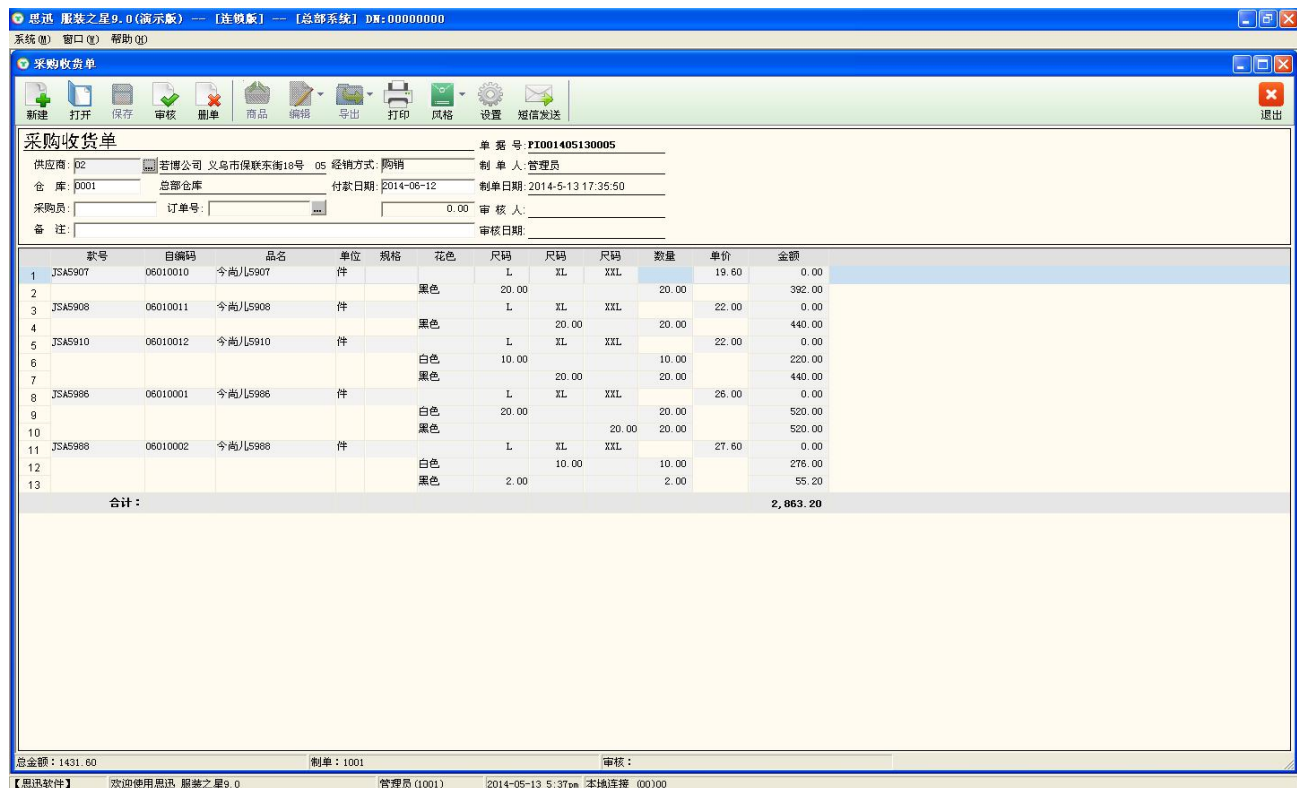 思迅 服装之星9.0(演示版) -- [连锁版] -- [总部系统] DN:00000000
系统(M) 窗口(W) 帮助(H)
采购收货单
新建 打开 保存 审核 删单 商品 编辑 导出 打印 风格 设置 短信发送 退出
采购收货单 单 据 号:PI001405130005
供应商:02 ... 若博公司 义乌市保联东街18号 05 经销方式:购销 制 单 人:管理员
仓 库:0001 总部仓库 付款日期:2014-06-12 制单日期:2014-5-13 17:35:50
采购员: 订单号: ... 0.00 审 核 人:
备 注: 审核日期:
款号 自编码 品名 单位 规格 花色 尺码 尺码 尺码 数量 单价 金额
1 JSA5907 06010010 今尚儿5907 件 L XL XXL 19.60 0.00
2 黑色 20.00 20.00 392.00
3 JSA5908 06010011 今尚儿5908 件 L XL XXL 22.00 0.00
4 黑色 20.00 20.00 440.00
5 JSA5910 06010012 今尚儿5910 件 L XL XXL 22.00 0.00
6 白色 10.00 10.00 220.00
7 黑色 20.00 20.00 440.00
8 JSA5986 06010001 今尚儿5986 件 L XL XXL 26.00 0.00
9 白色 20.00 20.00 520.00
10 黑色 20.00 20.00 520.00
11 JSA5988 06010002 今尚儿5988 件 L XL XXL 27.60 0.00
12 白色 10.00 10.00 276.00
13 黑色 2.00 2.00 55.20
合计： 2,863.20
总金额：1431.60 制单：1001 审核：
【思迅软件】 欢迎使用思迅 服装之星9.0 管理员(1001) 2014-05-13 5:37pm 本地连接 (00)00